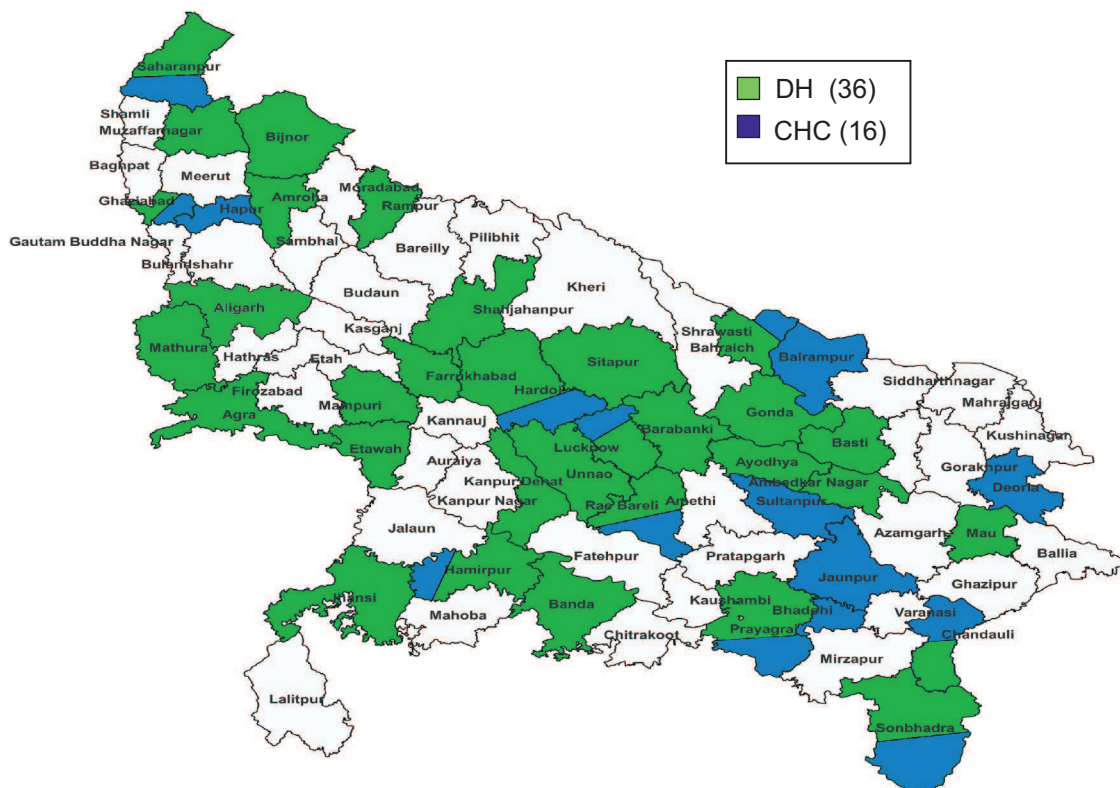 DH (36)
CHC (16)
Saharanpur
Shamli
Muzaffarnagar
Bijnor
Baghpat
Meerut
Ghaziabad
Hapur
Amroha
Moradabad
Rampur
Gautam Buddha Nagar
Sambhal
Bareilly
Pilibhit
Bulandshahr
Budaun
Kheri
Aligarh
Shahjahanpur
Kasganj
Mathura
Hathras
Etah
Sitapur
Shrawasti
Bahraich
Balrampur
Siddharthnagar
Mahrajganj
Firozabad
Farrukhabad
Hardoi
Agra
Mainpuri
Kannauj
Gonda
Kushinagar
Etawah
Auraiya
Lucknow
Barabanki
Basti
Gorakhpur
Kanpur Dehat
Unnao
Ayodhya
Deoria
Kanpur Nagar
Rae Bareli
Amethi
Ambedkar Nagar
Sultanpur
Jalaun
Azamgarh
Mau
Fatehpur
Pratapgarh
Ballia
Hamirpur
Jaunpur
Ghazipur
Jhansi
Mahoba
Banda
Kaushambi
Bhadohi
Varanasi
Chitrakoot
Prayagraj
Chandauli
Mirzapur
Lalitpur
Sonbhadra